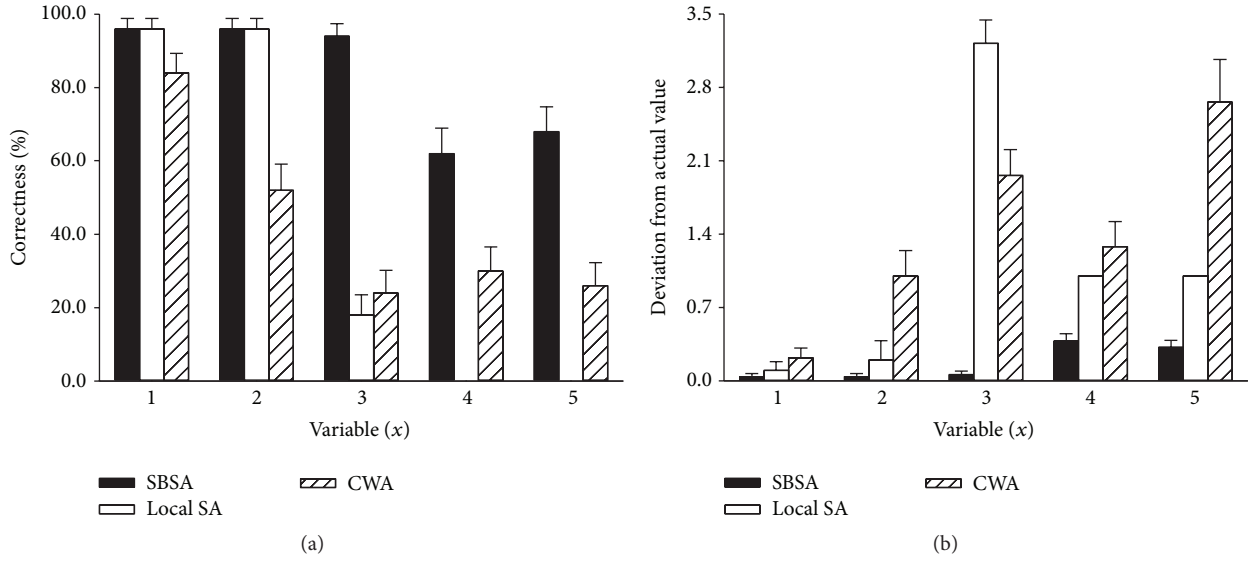 100.0
80.0
60.0
40.0
20.0
0.0
Correctness (%)
1 2 3 4 5
Variable (x)
SBSA
Local SA
CWA
(a)
3.5
2.8
2.1
1.4
0.7
0.0
Deviation from actual value
1 2 3 4 5
Variable (x)
SBSA
Local SA
CWA
(b)